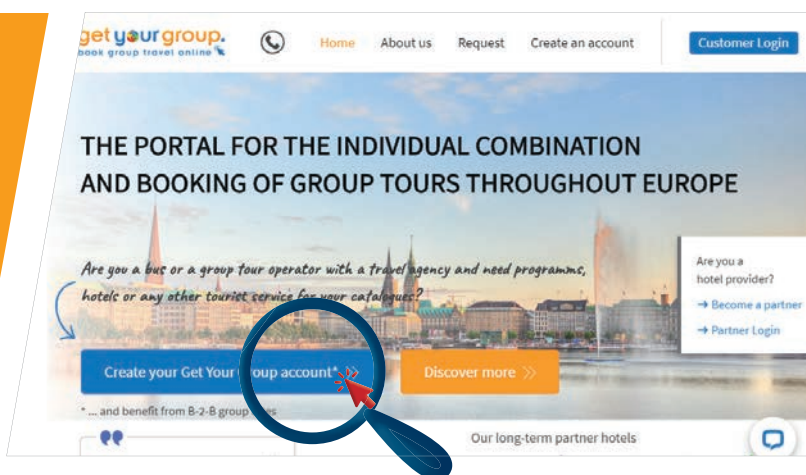 get your group.
book group travel online
Home About us Request Create an account Customer Login
THE PORTAL FOR THE INDIVIDUAL COMBINATION
AND BOOKING OF GROUP TOURS THROUGHOUT EUROPE
Are you a bus or a group tour operator with a travel agency and need programms,
hotels or any other tourist service for your catalogues?
Are you a
hotel provider?
→ Become a partner
→ Partner Login
Create your Get Your Group account* »
Discover more »
* ... and benefit from B-2-B group
Our long-term partner hotels